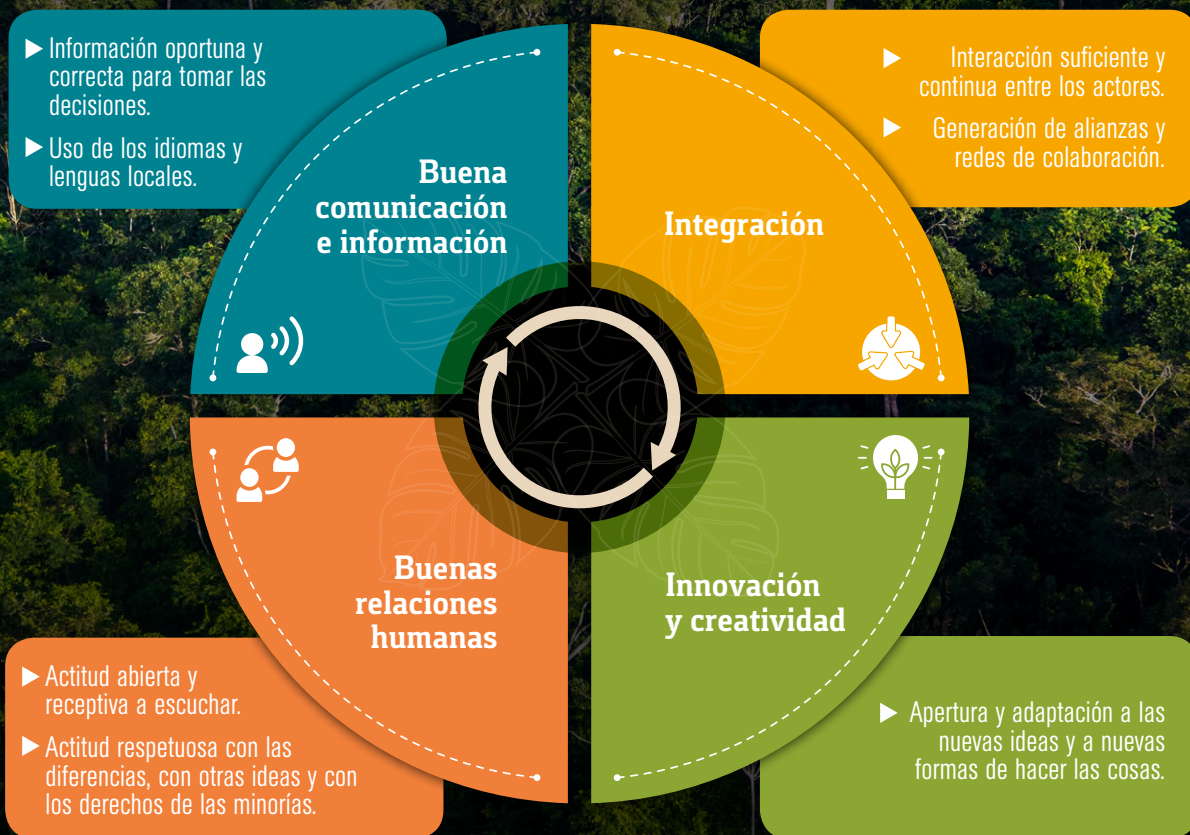 Información oportuna y
correcta para tomar las
decisiones.
Uso de los idiomas y
lenguas locales.
Buena
comunicación
e información
Interacción suficiente y
continua entre los actores.
Generación de alianzas y
redes de colaboración.
Integración
Buenas
relaciones
humanas
Actitud abierta y
receptiva a escuchar.
Actitud respetuosa con las
diferencias, con otras ideas y con
los derechos de las minorías.
Innovación
y creatividad
Apertura y adaptación a las
nuevas ideas y a nuevas
formas de hacer las cosas.